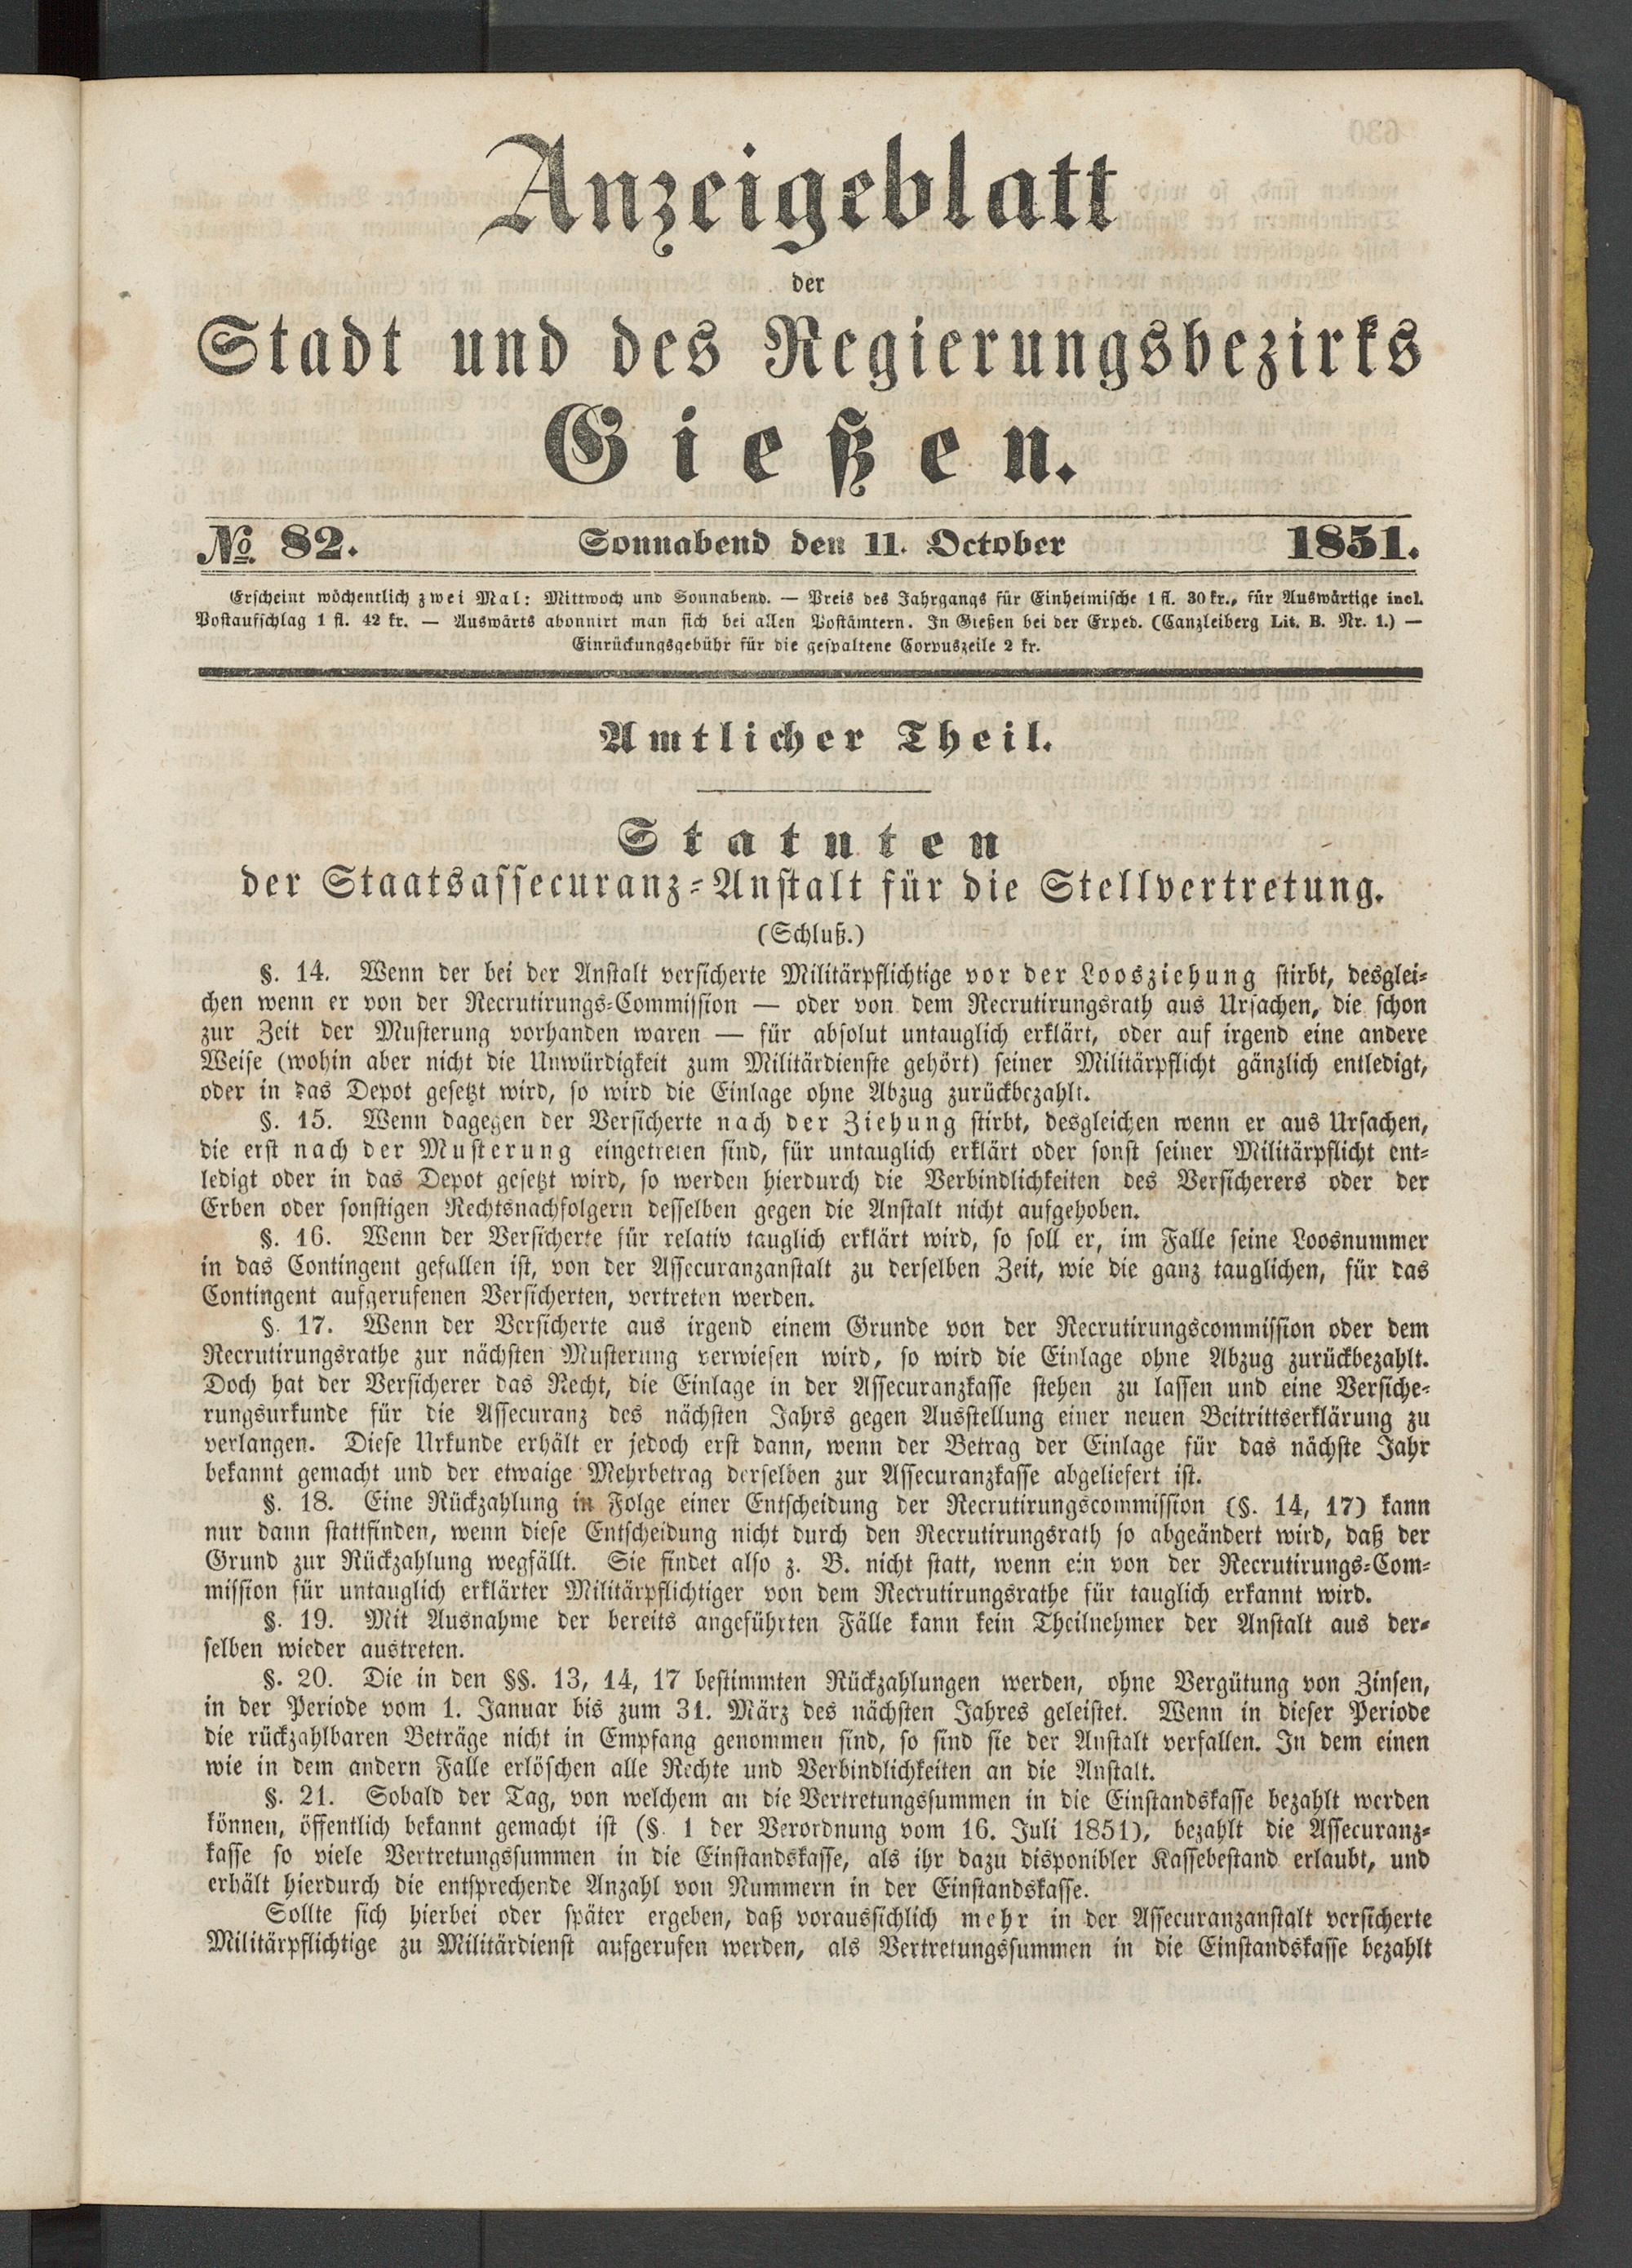 Anzeigeblatt
der
Stadt und des Regierungsbezirks
Gießen.
No. 82. Sonnabend den 11. October 1851.
Erscheint wöchentlich zwei Mal: Mittwoch und Sonnabend. — Preis des Jahrgangs für Einheimische 1 fl. 30 kr., für Auswärtige incl.
Postaufschlag 1 fl. 42 kr. — Auswärts abonnirt man sich bei allen Postämtern. In Gießen bei der Exped. (Canzleiberg Lit. B. Nr. 1.) —
Einrückungsgebühr für die gespaltene Corpuszeile 2 kr.
Amtlicher Theil.
Statuten
der Staatsassecuranz-Anstalt für die Stellvertretung.
(Schluß.)
§. 14. Wenn der bei der Anstalt versicherte Militärpflichtige vor der Loosziehung stirbt, desglei-
chen wenn er von der Recrutirungs-Commission — oder von dem Recrutirungsrath aus Ursachen, die schon
zur Zeit der Musterung vorhanden waren — für absolut untauglich erklärt, oder auf irgend eine andere
Weise (wohin aber nicht die Unwürdigkeit zum Militärdienste gehört) seiner Militärpflicht gänzlich entledigt,
oder in das Depot gesetzt wird, so wird die Einlage ohne Abzug zurückbezahlt.
§. 15. Wenn dagegen der Versicherte nach der Ziehung stirbt, desgleichen wenn er aus Ursachen,
die erst nach der Musterung eingetreten sind, für untauglich erklärt oder sonst seiner Militärpflicht ent-
ledigt oder in das Depot gesetzt wird, so werden hierdurch die Verbindlichkeiten des Versicherers oder der
Erben oder sonstigen Rechtsnachfolgern desselben gegen die Anstalt nicht aufgehoben.
§. 16. Wenn der Versicherte für relativ tauglich erklärt wird, so soll er, im Falle seine Loosnummer
in das Contingent gefallen ist, von der Assecuranzanstalt zu derselben Zeit, wie die ganz tauglichen, für das
Contingent aufgerufenen Versicherten, vertreten werden.
§. 17. Wenn der Versicherte aus irgend einem Grunde von der Recrutirungscommission oder dem
Recrutirungsrathe zur nächsten Musterung verwiesen wird, so wird die Einlage ohne Abzug zurückbezahlt.
Doch hat der Versicherer das Recht, die Einlage in der Assecuranzkasse stehen zu lassen und eine Versiche-
rungsurkunde für die Assecuranz des nächsten Jahrs gegen Ausstellung einer neuen Beitrittserklärung zu
verlangen. Diese Urkunde erhält er jedoch erst dann, wenn der Betrag der Einlage für das nächste Jahr
bekannt gemacht und der etwaige Mehrbetrag derselben zur Assecuranzkasse abgeliefert ist.
§. 18. Eine Rückzahlung in Folge einer Entscheidung der Recrutirungscommission (§. 14, 17) kann
nur dann stattfinden, wenn diese Entscheidung nicht durch den Recrutirungsrath so abgeändert wird, daß der
Grund zur Rückzahlung wegfällt. Sie findet also z. B. nicht statt, wenn ein von der Recrutirungs-Com-
mission für untauglich erklärter Militärpflichtiger von dem Recrutirungsrathe für tauglich erkannt wird.
§. 19. Mit Ausnahme der bereits angeführten Fälle kann kein Theilnehmer der Anstalt aus der-
selben wieder austreten.
§. 20. Die in den §§. 13, 14, 17 bestimmten Rückzahlungen werden, ohne Vergütung von Zinsen,
in der Periode vom 1. Januar bis zum 31. März des nächsten Jahres geleistet. Wenn in dieser Periode
die rückzahlbaren Beträge nicht in Empfang genommen sind, so sind sie der Anstalt verfallen. In dem einen
wie in dem andern Falle erlöschen alle Rechte und Verbindlichkeiten an die Anstalt.
§. 21. Sobald der Tag, von welchem an die Vertretungssummen in die Einstandskasse bezahlt werden
können, öffentlich bekannt gemacht ist (§. 1 der Verordnung vom 16. Juli 1851), bezahlt die Assecuranz-
kasse so viele Vertretungssummen in die Einstandskasse, als ihr dazu disponibler Kassebestand erlaubt, und
erhält hierdurch die entsprechende Anzahl von Nummern in der Einstandskasse.
Sollte sich hierbei oder später ergeben, daß voraussichlich mehr in der Assecuranzanstalt versicherte
Militärpflichtige zu Militärdienst aufgerufen werden, als Vertretungssummen in die Einstandskasse bezahlt